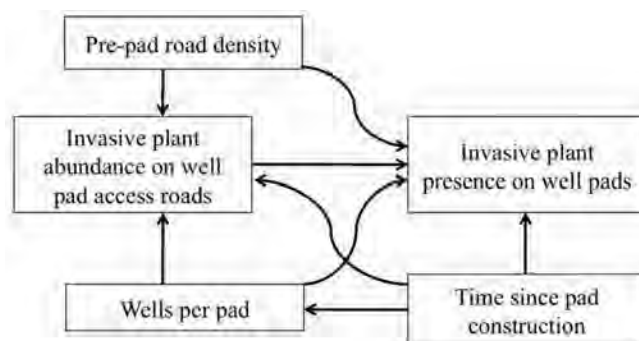 Pre-pad road density
Invasive plant
abundance on well
pad access roads
Invasive plant
presence on well pads
Wells per pad
Time since pad
construction